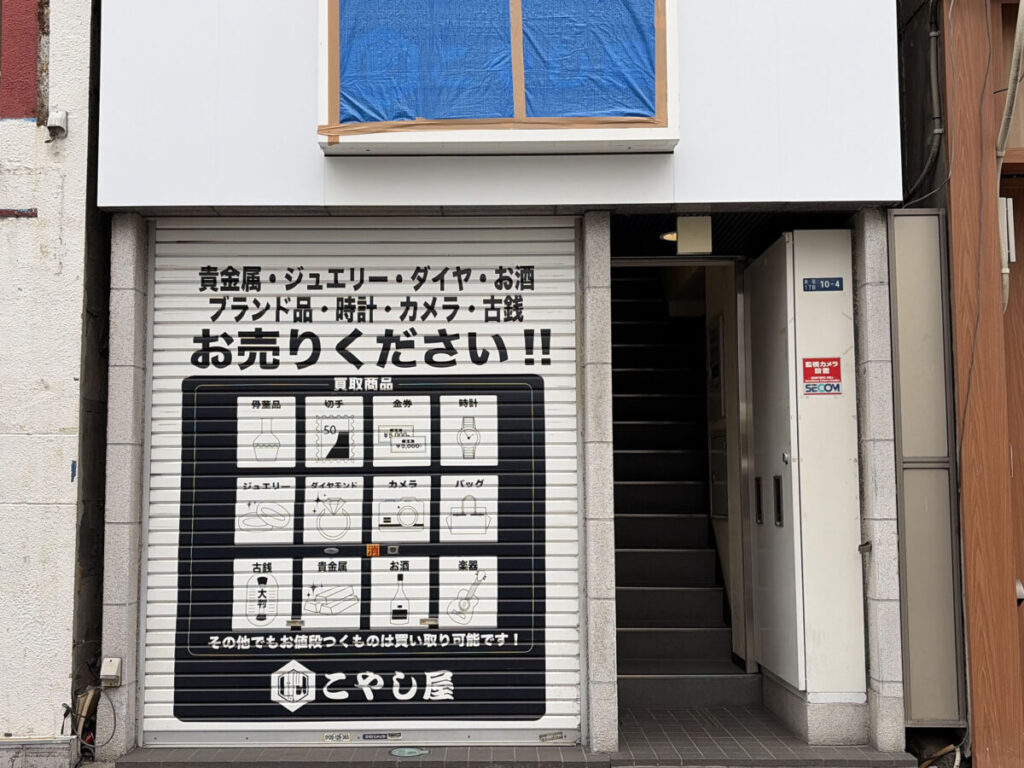 貴金属・ジュエリー・ダイヤ・お酒
ブランド品・時計・カメラ・古銭
お売りください!!
買取商品
骨董品
切手
金券
時計
50
ジュエリー
ダイヤモンド
カメラ
バッグ
酒
古銭
貴金属
お酒
楽器
大判
その他でもお値段つくものは買い取り可能です!
こやし屋
10-4
監視カメラ
設置
SECOM